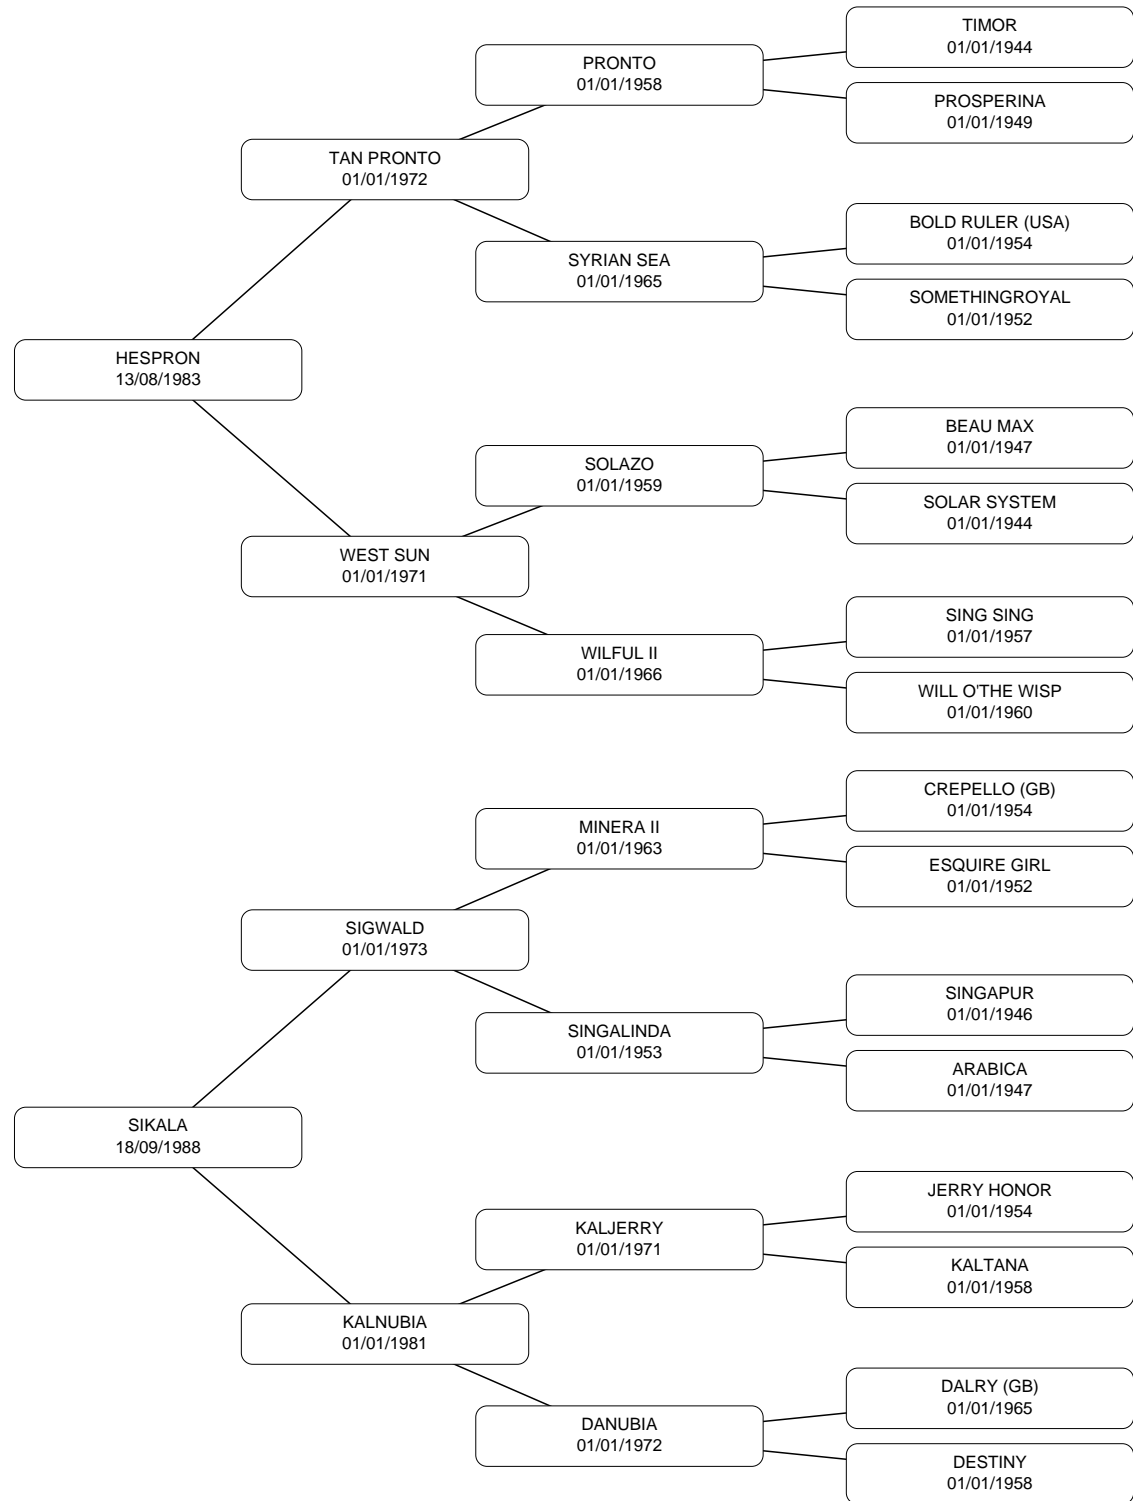 TIMOR
01/01/1944
PRONTO
01/01/1958
PROSPERINA
01/01/1949
TAN PRONTO
01/01/1972
BOLD RULER (USA)
01/01/1954
SYRIAN SEA
01/01/1965
SOMETHINGROYAL
01/01/1952
HESPRON
13/08/1983
BEAU MAX
01/01/1947
SOLAZO
01/01/1959
SOLAR SYSTEM
01/01/1944
WEST SUN
01/01/1971
SING SING
01/01/1957
WILFUL II
01/01/1966
WILL O'THE WISP
01/01/1960
CREPELLO (GB)
01/01/1954
MINERA II
01/01/1963
ESQUIRE GIRL
01/01/1952
SIGWALD
01/01/1973
SINGAPUR
01/01/1946
SINGALINDA
01/01/1953
ARABICA
01/01/1947
SIKALA
18/09/1988
JERRY HONOR
01/01/1954
KALJERRY
01/01/1971
KALTANA
01/01/1958
KALNUBIA
01/01/1981
DALRY (GB)
01/01/1965
DANUBIA
01/01/1972
DESTINY
01/01/1958